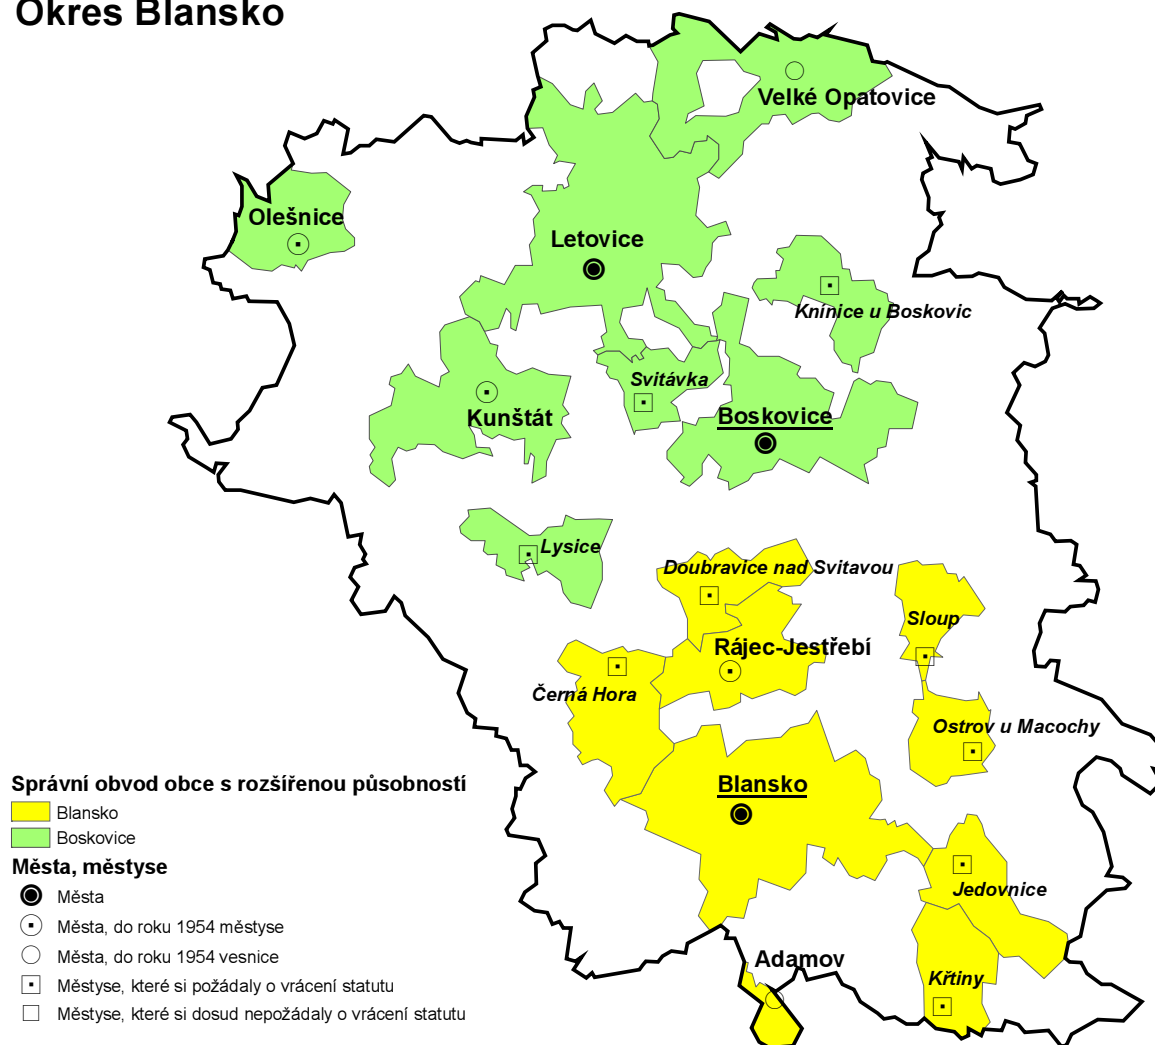 Okres Blansko
Velké Opatovice
Olešnice
Letovice
Knínice u Boskovic
Svitávka
Kunštát
Boskovice
Lysice
Doubravice nad Svitavou
Sloup
Rájec-Jestřebí
Černá Hora
Ostrov u Macochy
Blansko
Jedovnice
Adamov
Křtiny
Správní obvod obce s rozšířenou působností
Blansko
Boskovice
Města, městyse
Města
Města, do roku 1954 městyse
Města, do roku 1954 vesnice
Městyse, které si požádaly o vrácení statutu
Městyse, které si dosud nepožádaly o vrácení statutu